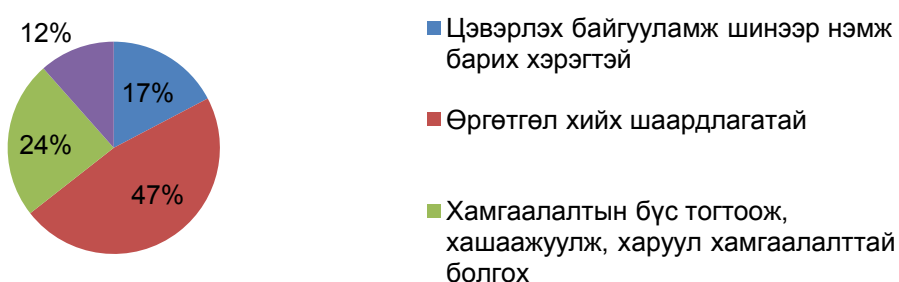 12%
17%
24%
47%
Цэвэрлэх байгууламж шинээр нэмж
барих хэрэгтэй
Өргөтгөл хийх шаардлагатай
Хамгаалалтын бүс тогтоож,
хашаажуулж, харуул хамгаалалттай
болгох